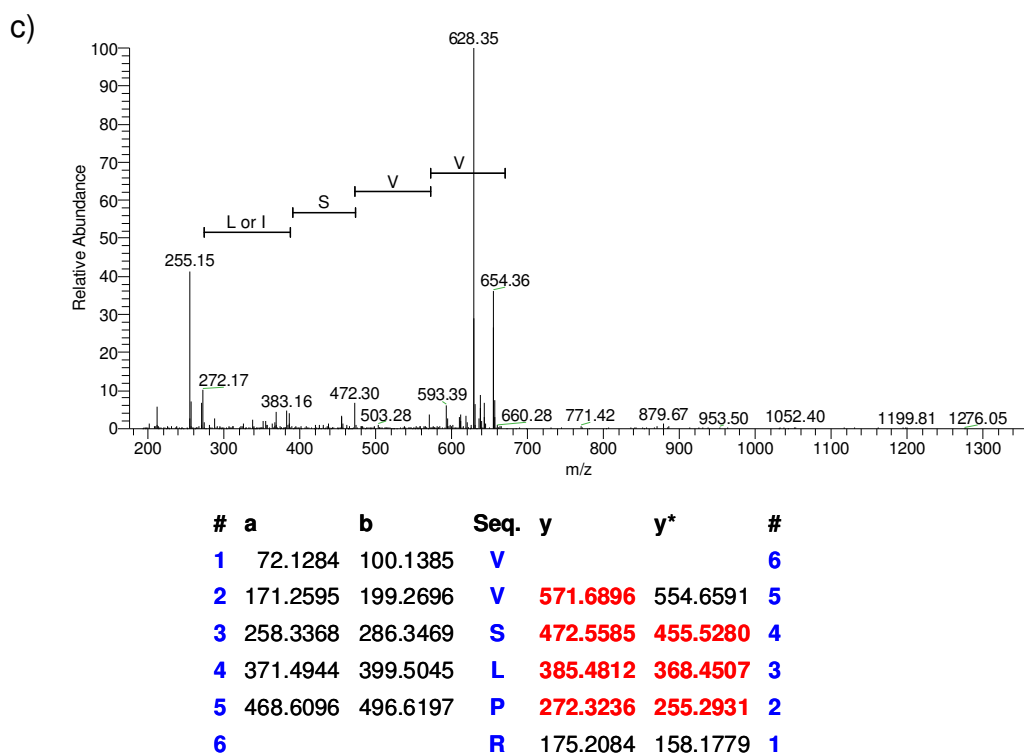 c)
628.35
100
90
80
70
60
50
40
30
20
10
0
Relative Abundance
V
V
S
L or I
255.15
654.36
272.17
383.16
472.30
593.39
503.28
660.28
771.42
879.67
953.50
1052.40
1199.81
1276.05
200 300 400 500 600 700 800 900 1000 1100 1200 1300
m/z
# a b Seq. y y* #
1 72.1284 100.1385 V 6
2 171.2595 199.2696 V 571.6896 554.6591 5
3 258.3368 286.3469 S 472.5585 455.5280 4
4 371.4944 399.5045 L 385.4812 368.4507 3
5 468.6096 496.6197 P 272.3236 255.2931 2
6 R 175.2084 158.1779 1